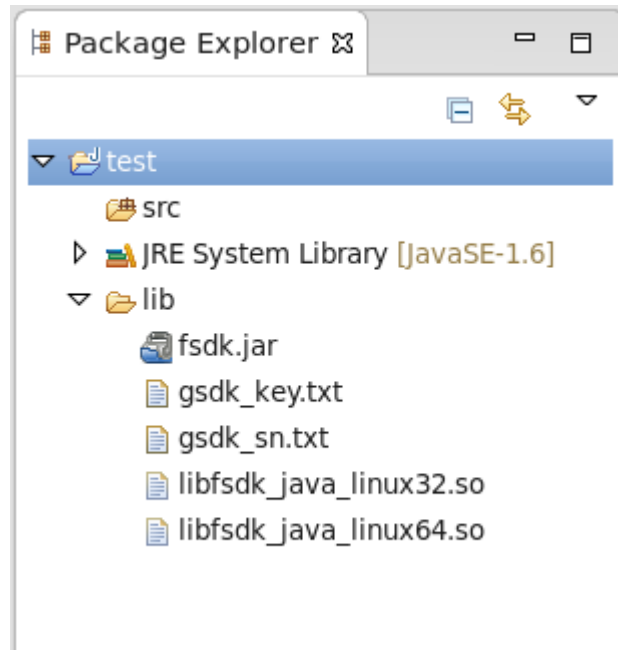 Package Explorer
test
src
JRE System Library [JavaSE-1.6]
lib
fsdk.jar
gsdk_key.txt
gsdk_sn.txt
libfsdk_java_linux32.so
libfsdk_java_linux64.so